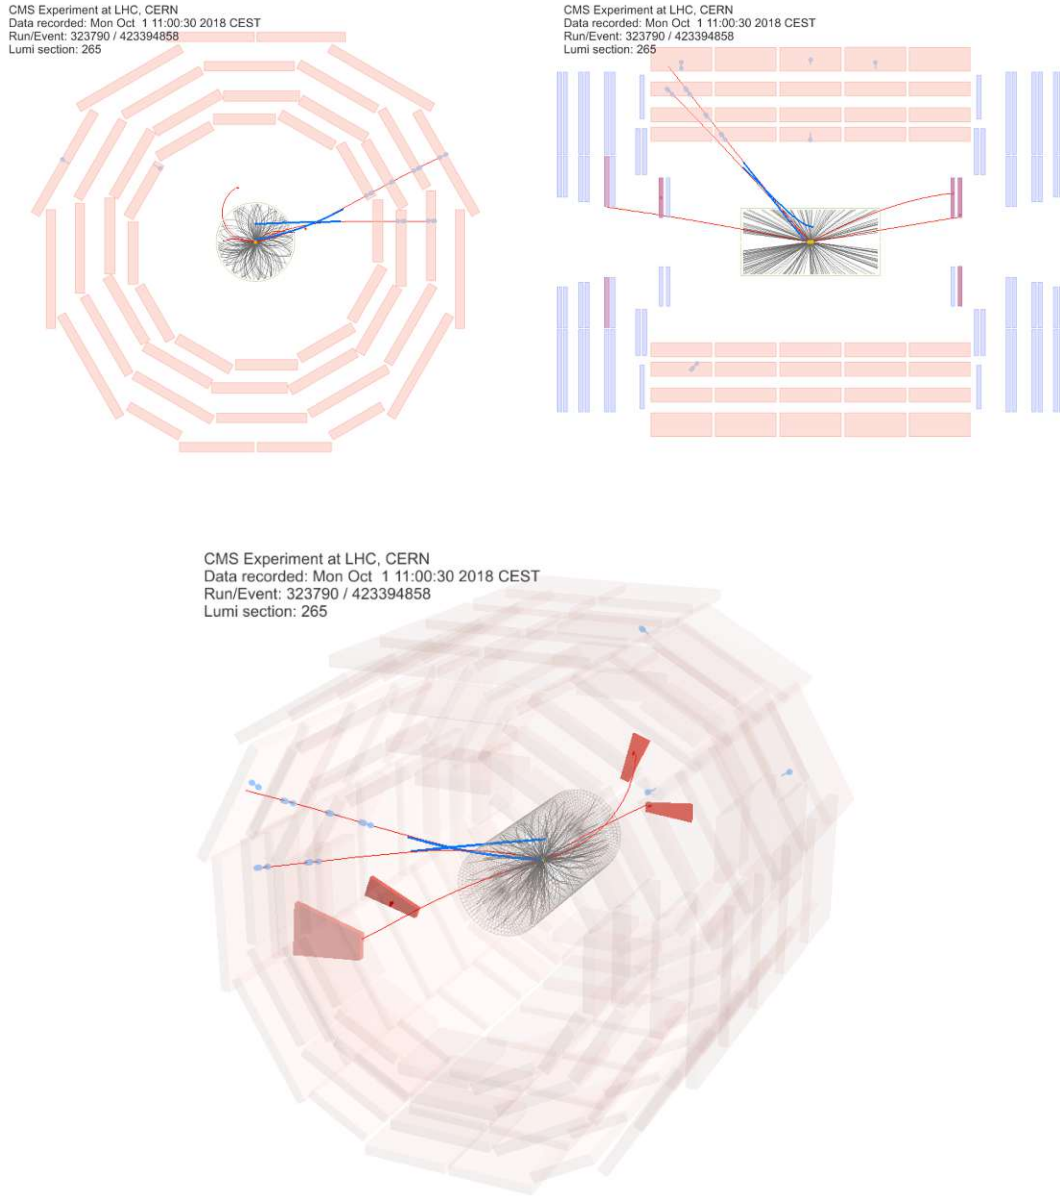 CMS Experiment at LHC, CERN
Data recorded: Mon Oct  1 11:00:30 2018 CEST
Run/Event: 323790 / 423394858
Lumi section: 265
CMS Experiment at LHC, CERN
Data recorded: Mon Oct  1 11:00:30 2018 CEST
Run/Event: 323790 / 423394858
Lumi section: 265
CMS Experiment at LHC, CERN
Data recorded: Mon Oct  1 11:00:30 2018 CEST
Run/Event: 323790 / 423394858
Lumi section: 265